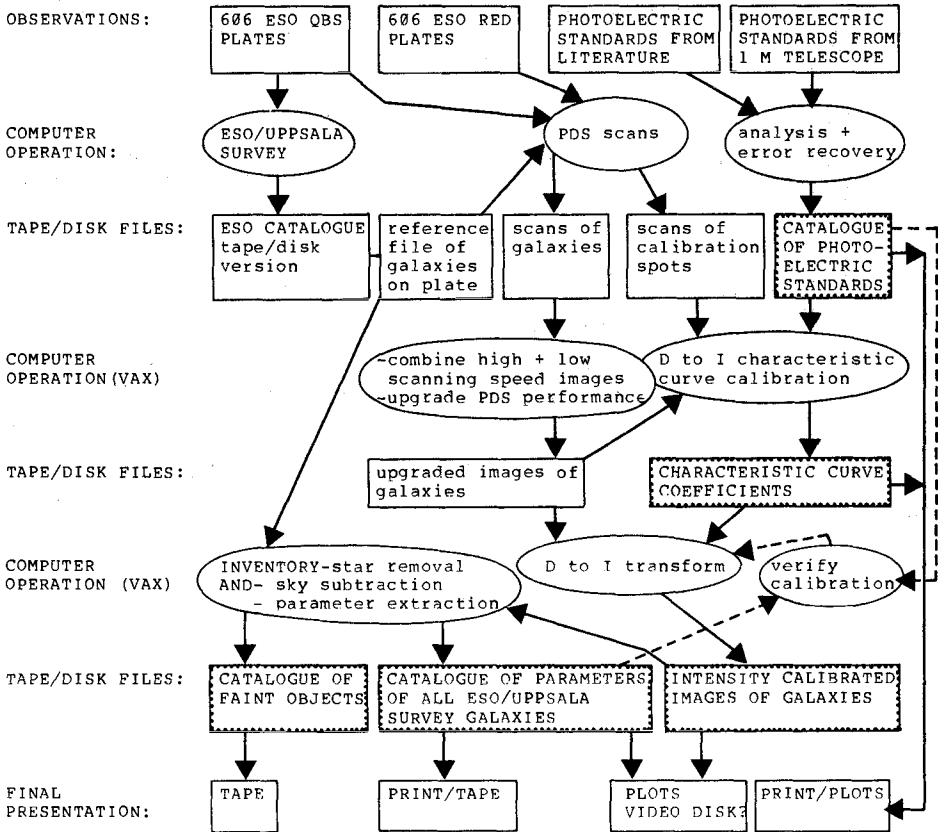 OBSERVATIONS:
606 ESO QBS
PLATES
606 ESO RED
PLATES
PHOTOELECTRIC
STANDARDS FROM
LITERATURE
PHOTOELECTRIC
STANDARDS FROM
1 M TELESCOPE
COMPUTER
OPERATION:
ESO/UPPSALA
SURVEY
PDS scans
analysis +
error recovery
TAPE/DISK FILES:
ESO CATALOGUE
tape/disk
version
reference
file of
galaxies
on plate
scans of
galaxies
scans of
calibration
spots
CATALOGUE
OF PHOTO-
ELECTRIC
STANDARDS
COMPUTER
OPERATION(VAX)
-combine high + low
scanning speed images
-upgrade PDS performance
D to I characteristic
curve calibration
TAPE/DISK FILES:
upgraded images of
galaxies
CHARACTERISTIC CURVE
COEFFICIENTS
COMPUTER
OPERATION (VAX)
INVENTORY-star removal
AND- sky subtraction
- parameter extraction
D to I transform
verify
calibration
TAPE/DISK FILES:
CATALOGUE OF
FAINT OBJECTS
CATALOGUE OF PARAMETERS
OF ALL ESO/UPPSALA
SURVEY GALAXIES
INTENSITY CALIBRATED
IMAGES OF GALAXIES
FINAL
PRESENTATION:
TAPE
PRINT/TAPE
PLOTS
VIDEO DISK?
PRINT/PLOTS